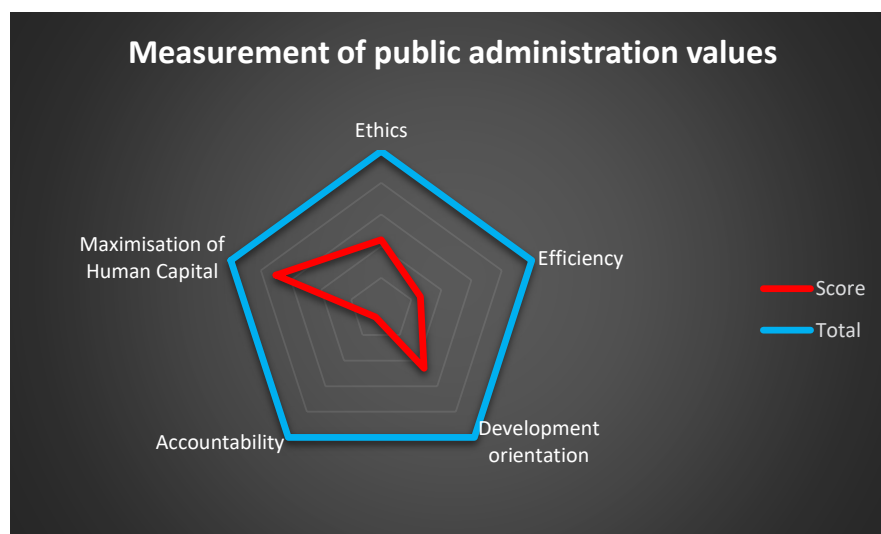 Measurement of public administration values
Ethics
Efficiency
Development
orientation
Accountability
Maximisation of
Human Capital
Score
Total